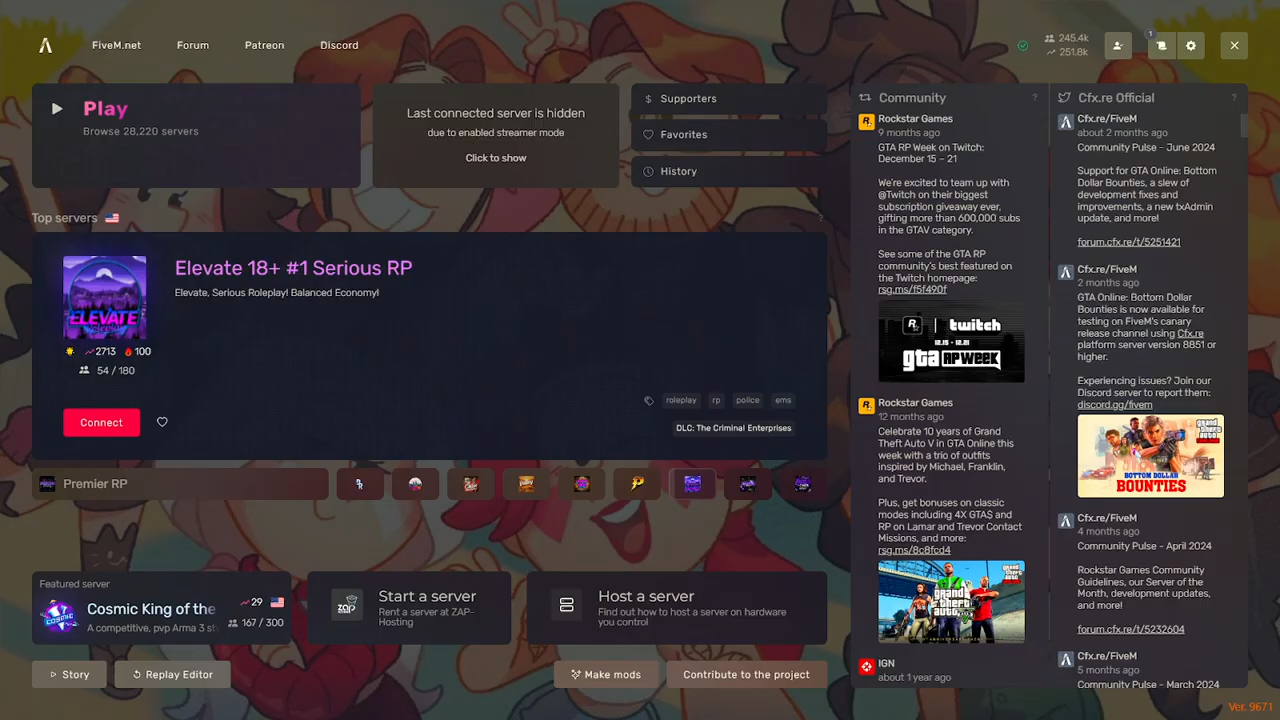 FiveM.net
Forum
Patreon
Discord
245.4k
251.8k
1
Play
Browse 28,220 servers
Last connected server is hidden
due to enabled streamer mode
Click to show
$ Supporters
Favorites
History
Top servers
?
Elevate 18+ #1 Serious RP
Elevate, Serious Roleplay! Balanced Economy!
ELEVATE
2713
100
54 / 180
Connect
roleplay
rp
police
ems
DLC: The Criminal Enterprises
Premier RP
Featured server
Cosmic King of the
A competitive, pvp Arma 3 st
COSMIC
29
167 / 300
ZAP
Start a server
Rent a server at ZAP-
Hosting
Host a server
Find out how to host a server on hardware
you control
Story
Replay Editor
Make mods
Contribute to the project
Community
?
Rockstar Games
9 months ago
GTA RP Week on Twitch:
December 15 – 21
We're excited to team up with
@Twitch on their biggest
subscription giveaway ever,
gifting more than 600,000 subs
in the GTAV category.
See some of the GTA RP
community's best featured on
the Twitch homepage:
rsg.ms/f5f490f
R | twitch
12.15 - 12.21
gta RP WEEK
Rockstar Games
12 months ago
Celebrate 10 years of Grand
Theft Auto V in GTA Online this
week with a trio of outfits
inspired by Michael, Franklin,
and Trevor.
Plus, get bonuses on classic
modes including 4X GTA$ and
RP on Lamar and Trevor Contact
Missions, and more:
rsg.ms/8c8fcd4
grand
theft
auto
IGN
about 1 year ago
Cfx.re Official
?
Cfx.re/FiveM
about 2 months ago
Community Pulse – June 2024
Support for GTA Online: Bottom
Dollar Bounties, a slew of
development fixes and
improvements, a new txAdmin
update, and more!
forum.cfx.re/t/5251421
Cfx.re/FiveM
2 months ago
GTA Online: Bottom Dollar
Bounties is now available for
testing on FiveM's canary
release channel using Cfx.re
platform server version 8851 or
higher.
Experiencing issues? Join our
Discord server to report them:
discord.gg/fivem
grand
theft
auto
BOTTOM DOLLAR
BOUNTIES
Cfx.re/FiveM
4 months ago
Community Pulse – April 2024
Rockstar Games Community
Guidelines, our Server of the
Month, development updates,
and more!
forum.cfx.re/t/5232604
Cfx.re/FiveM
5 months ago
Community Pulse – March 2024
Ver. 9671